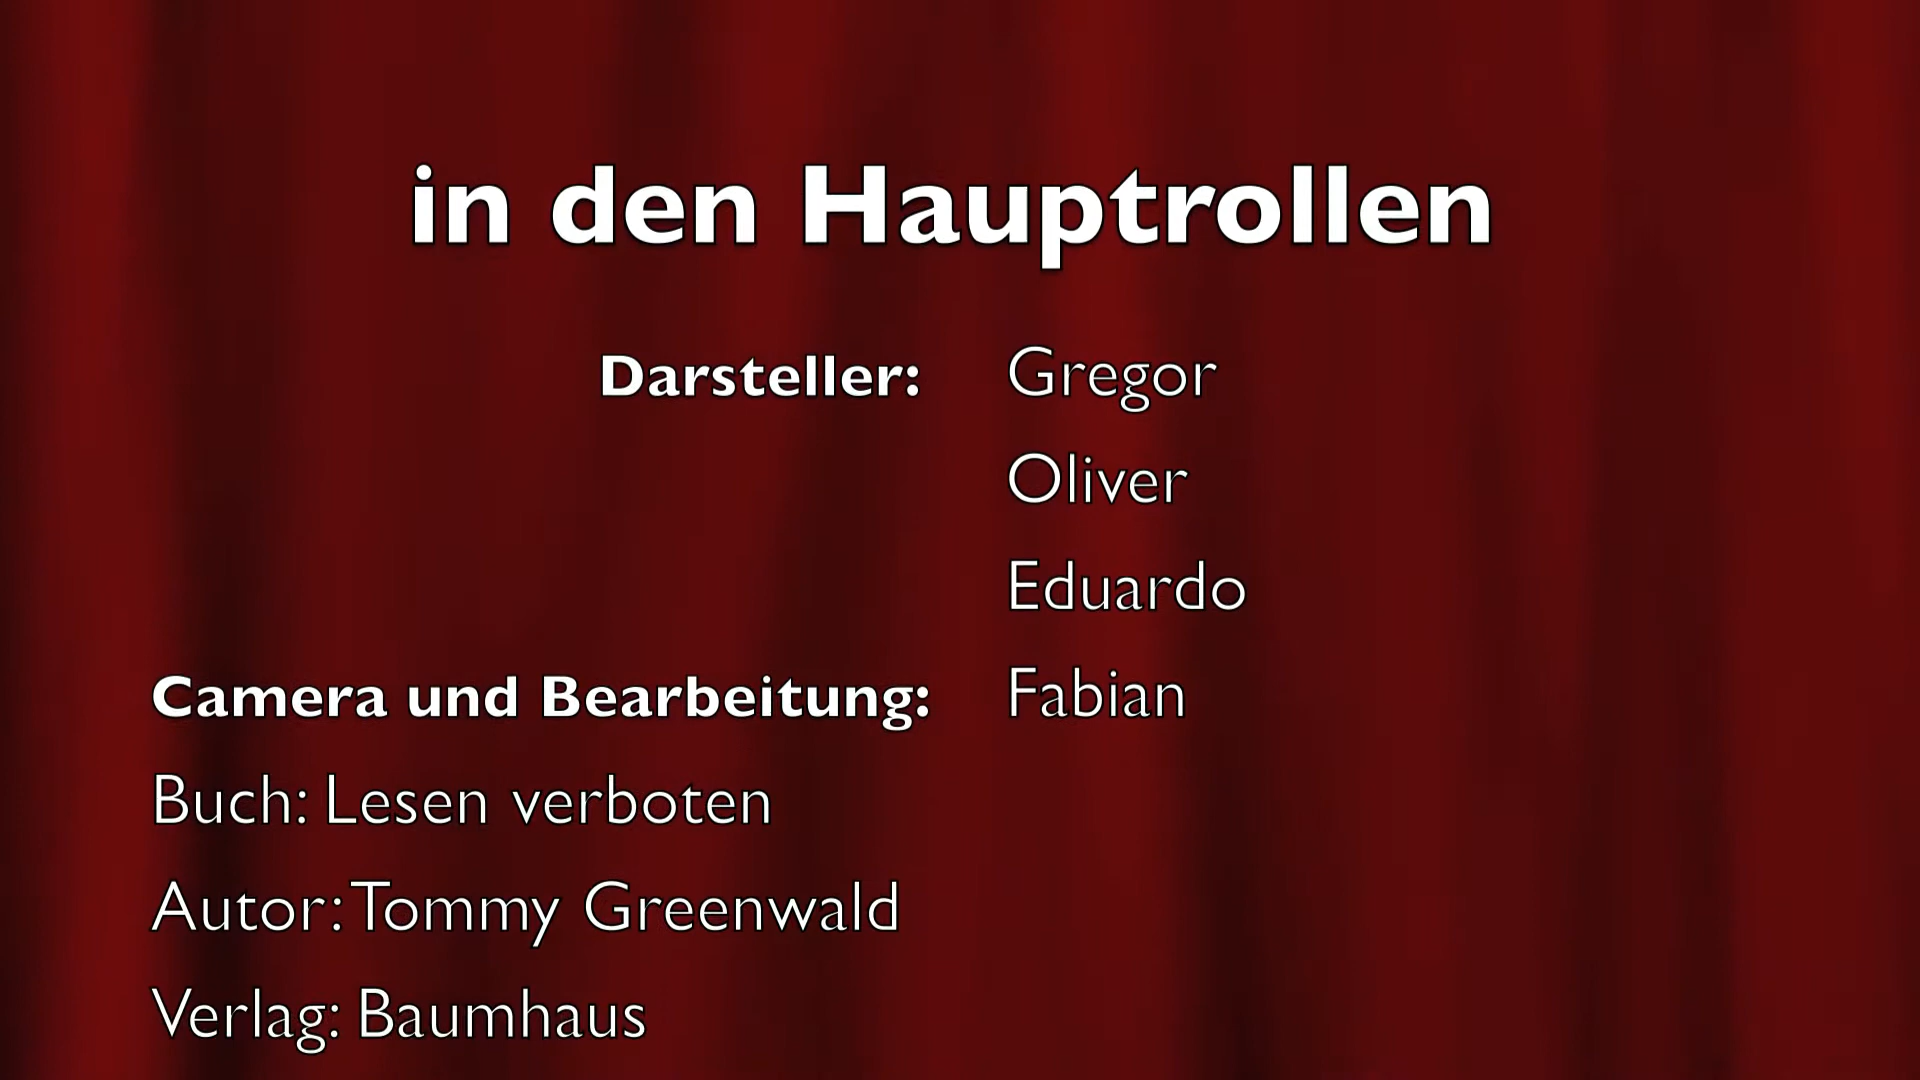 in den Hauptrollen
Darsteller: Gregor
Oliver
Eduardo
Camera und Bearbeitung: Fabian
Buch: Lesen verboten
Autor: Tommy Greenwald
Verlag: Baumhaus